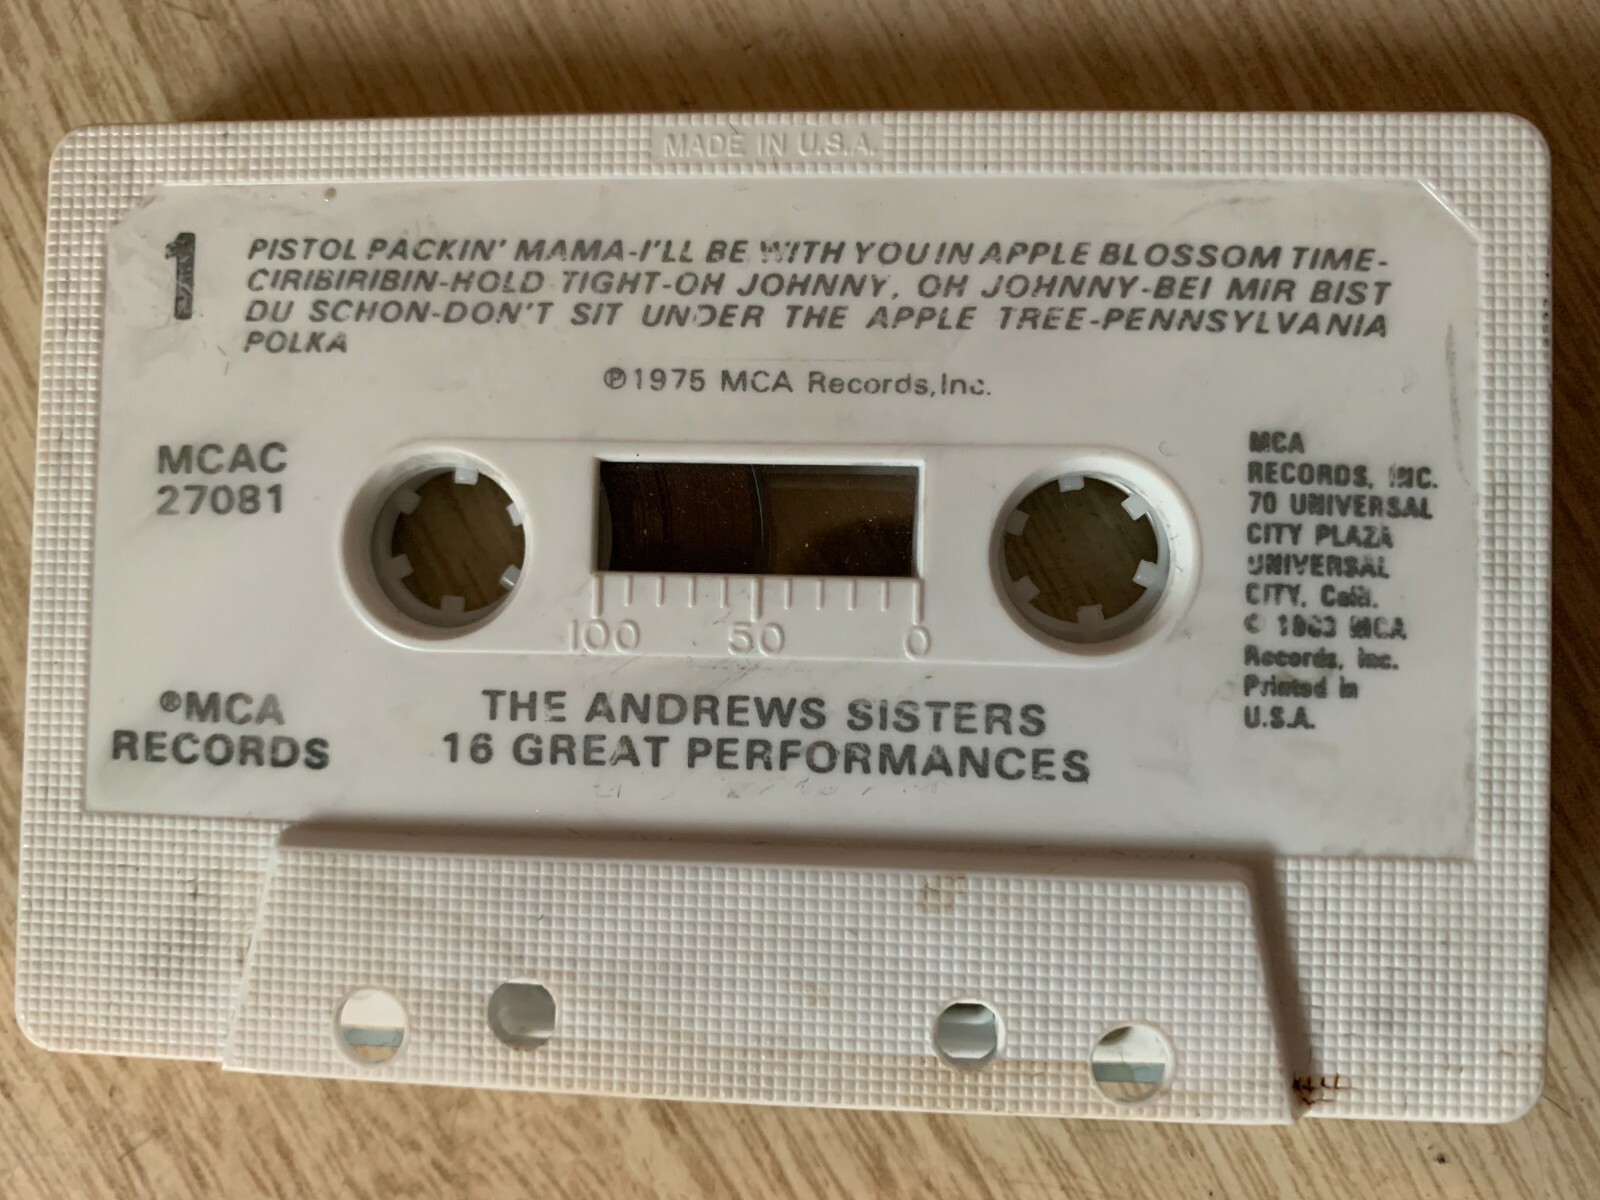 MADE IN U.S.A.
1
PISTOL PACKIN' MAMA-I'LL BE WITH YOU IN APPLE BLOSSOM TIME-
CIRIBIRIBIN-HOLD TIGHT-OH JOHNNY, OH JOHNNY-BEI MIR BIST
DU SCHON-DON'T SIT UNDER THE APPLE TREE-PENNSYLVANIA
POLKA
℗1975 MCA Records,Inc.
MCAC
27081
100 50 0
MCA
RECORDS, INC.
70 UNIVERSAL
CITY PLAZA
UNIVERSAL
CITY, Calif.
© 1983 MCA
Records, Inc.
Printed in
U.S.A.
®MCA
RECORDS
THE ANDREWS SISTERS
16 GREAT PERFORMANCES